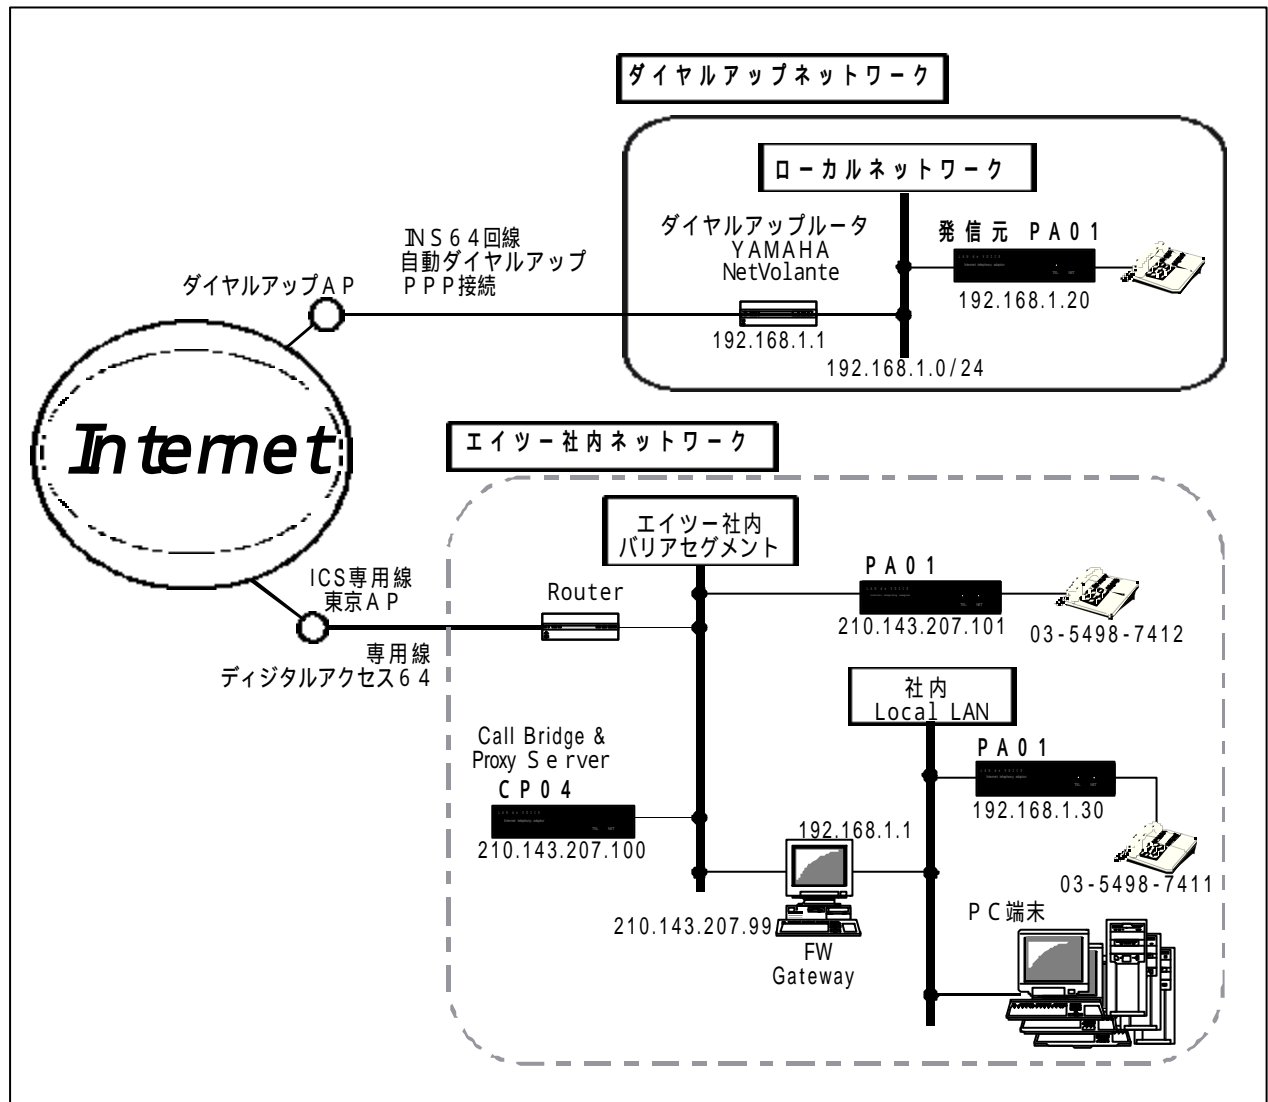 ダイヤルアップネットワーク
ローカルネットワーク
ダイヤルアップルータ
YAMAHA
NetVolante
発信元 PA01
192.168.1.20
INS64回線
自動ダイヤルアップ
PPP接続
ダイヤルアップAP
192.168.1.1
192.168.1.0/24
Internet
エイツー社内ネットワーク
エイツー社内
バリアセグメント
ICS専用線
東京AP
Router
PA01
210.143.207.101
03-5498-7412
専用線
ディジタルアクセス64
社内
Local LAN
Call Bridge &
Proxy Server
CP04
210.143.207.100
PA01
192.168.1.30
192.168.1.1
03-5498-7411
210.143.207.99
FW
Gateway
PC端末